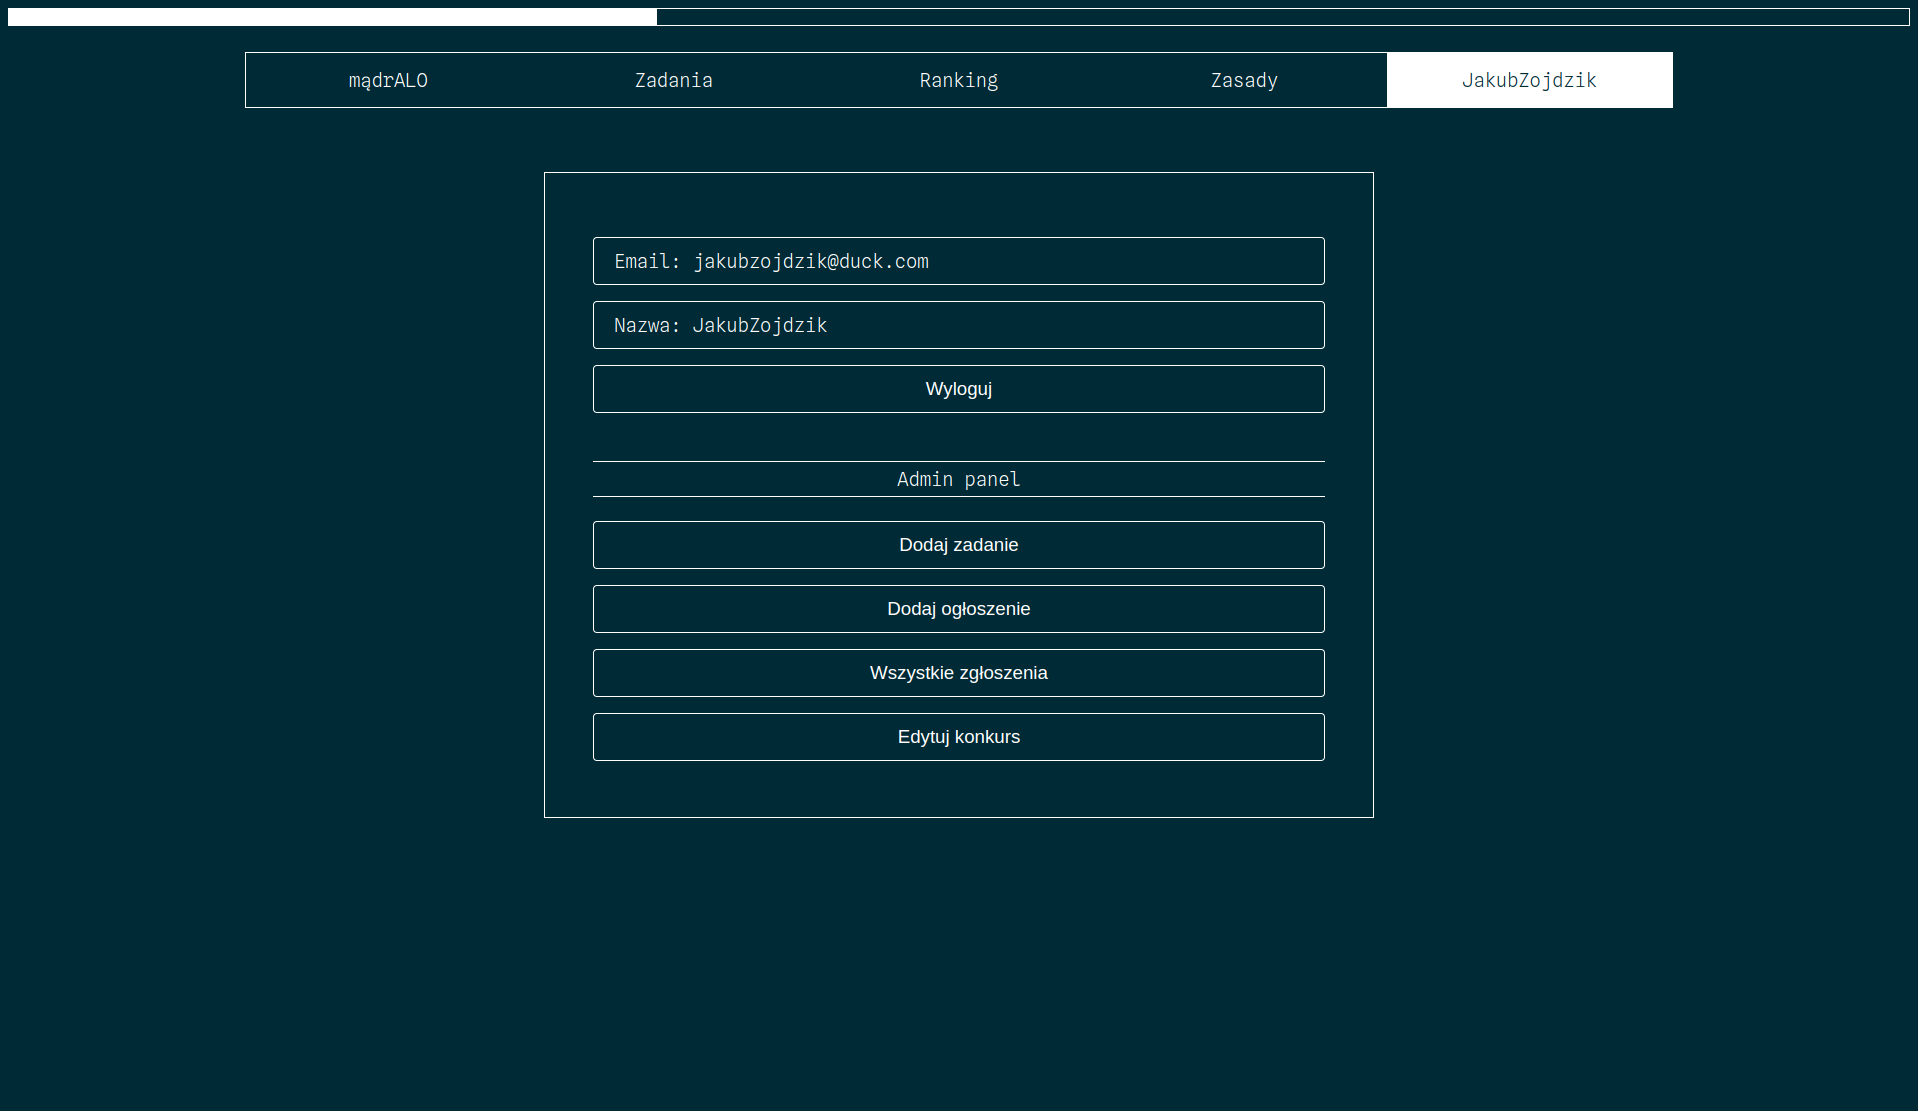 mądrALO Zadania Ranking Zasady JakubZojdzik
Email: jakubzojdzik@duck.com
Nazwa: JakubZojdzik
Wyloguj
Admin panel
Dodaj zadanie
Dodaj ogłoszenie
Wszystkie zgłoszenia
Edytuj konkurs